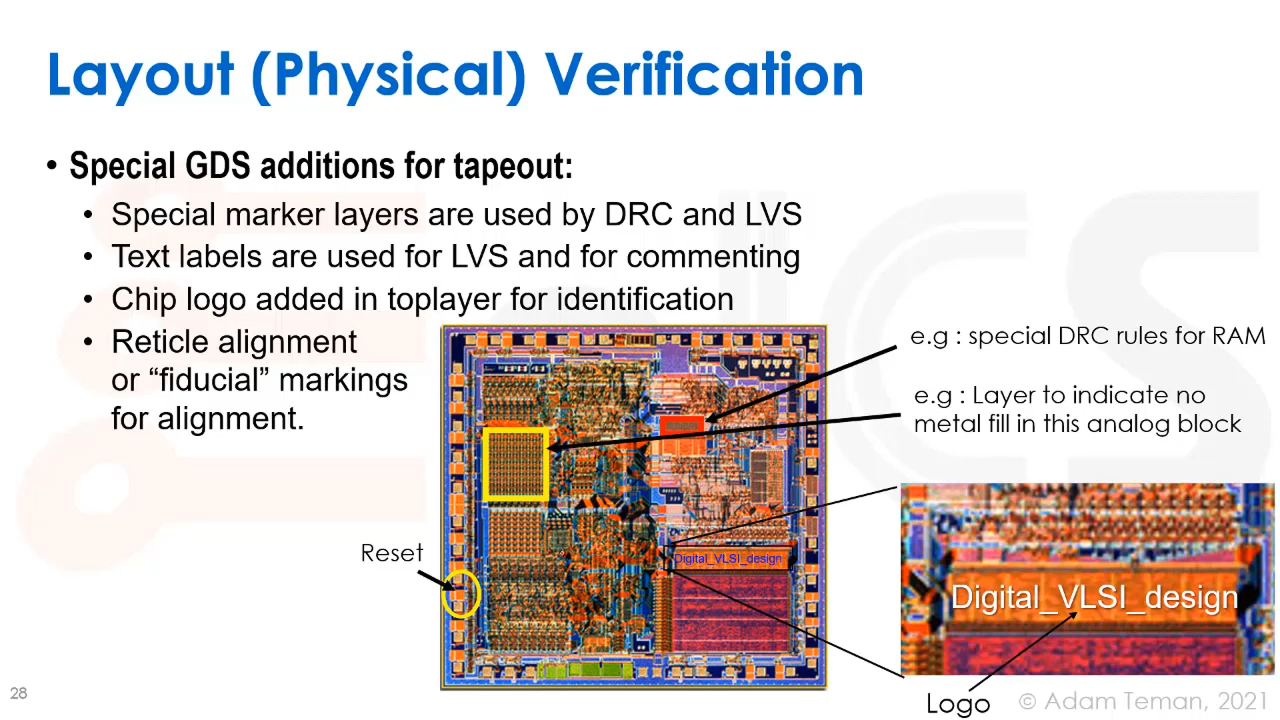 Layout (Physical) Verification
• Special GDS additions for tapeout:
• Special marker layers are used by DRC and LVS
• Text labels are used for LVS and for commenting
• Chip logo added in toplayer for identification
• Reticle alignment
or “fiducial” markings
for alignment.
e.g : special DRC rules for RAM
e.g : Layer to indicate no
metal fill in this analog block
Reset
Digital_VLSI_design
Digital_VLSI_design
Logo
28
© Adam Teman, 2021